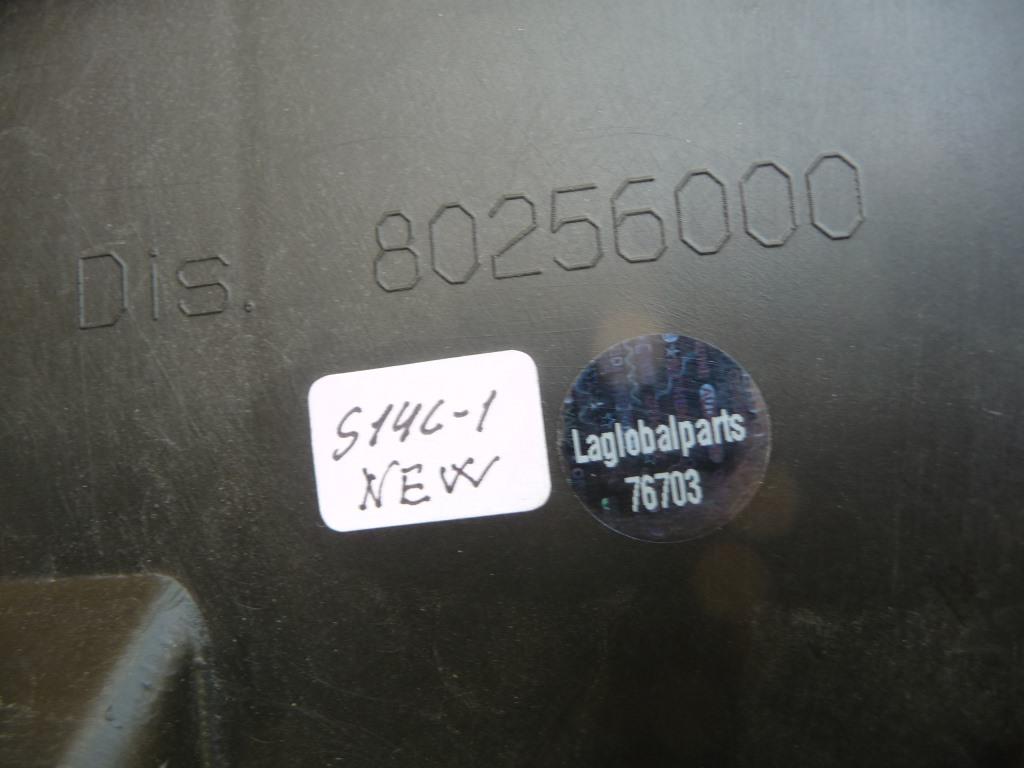 Dis. 80256000
S14C-1
NEW
Laglobalparts
76703